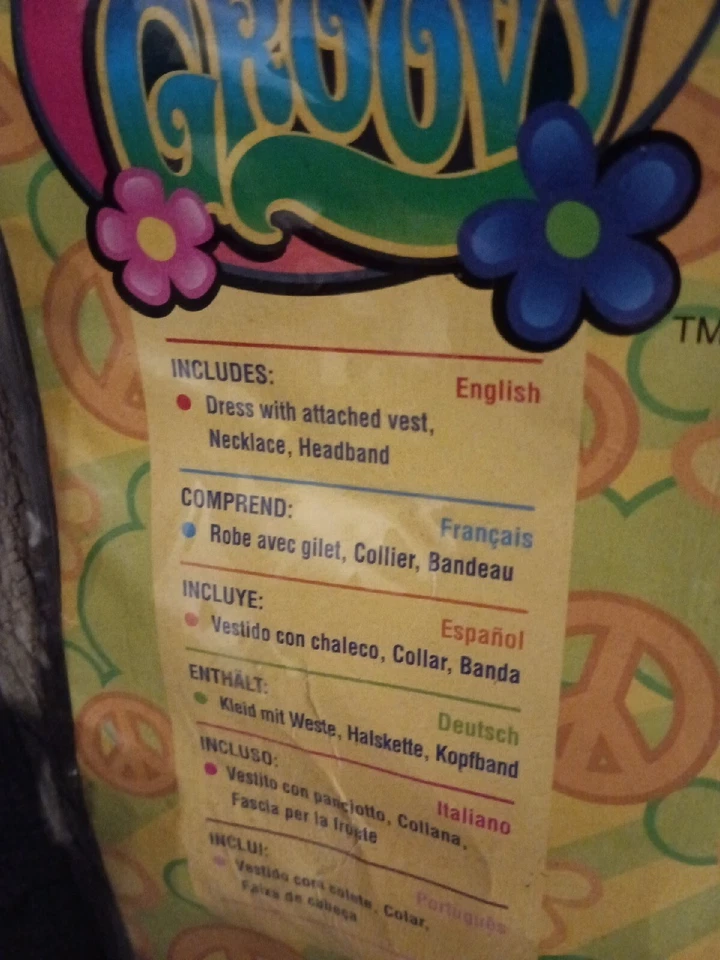 GROOVY
TM
INCLUDES:
English
Dress with attached vest,
Necklace, Headband
COMPREND:
Français
Robe avec gilet, Collier, Bandeau
INCLUYE:
Español
Vestido con chaleco, Collar, Banda
ENTHÄLT:
Deutsch
Kleid mit Weste, Halskette, Kopfband
INCLUSO:
Italiano
Vestito con panciotto, Collana,
Fascia per la
INCLUI:
Português
Vestido com colete, Colar,
Faixa de cabeça